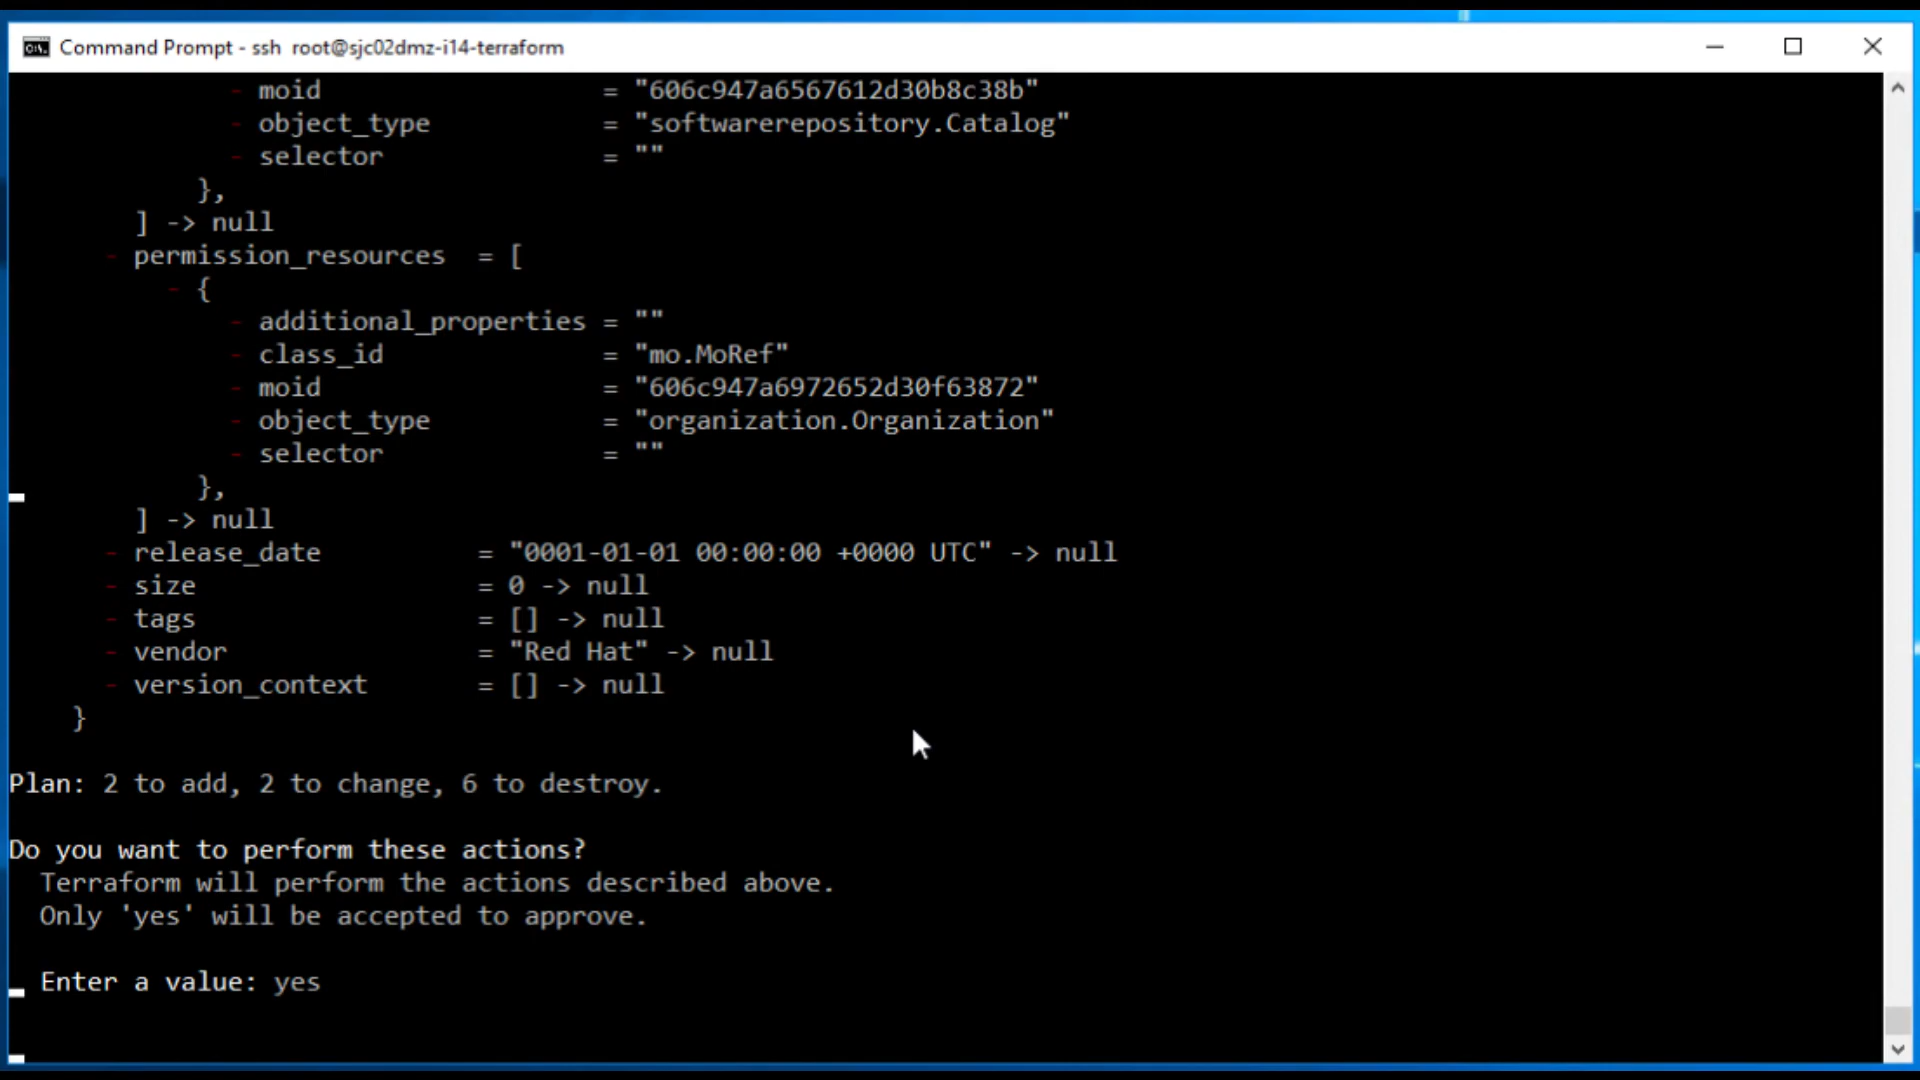 Command Prompt - ssh root@sjc02dmz-i14-terraform
- moid = "606c947a6567612d30b8c38b"
- object_type = "softwarerepository.Catalog"
- selector = ""
},
] -> null
- permission_resources = [
- {
- additional_properties = ""
- class_id = "mo.MoRef"
- moid = "606c947a6972652d30f63872"
- object_type = "organization.Organization"
- selector = ""
},
] -> null
- release_date = "0001-01-01 00:00:00 +0000 UTC" -> null
- size = 0 -> null
- tags = [] -> null
- vendor = "Red Hat" -> null
- version_context = [] -> null
}
Plan: 2 to add, 2 to change, 6 to destroy.
Do you want to perform these actions?
Terraform will perform the actions described above.
Only 'yes' will be accepted to approve.
Enter a value: yes